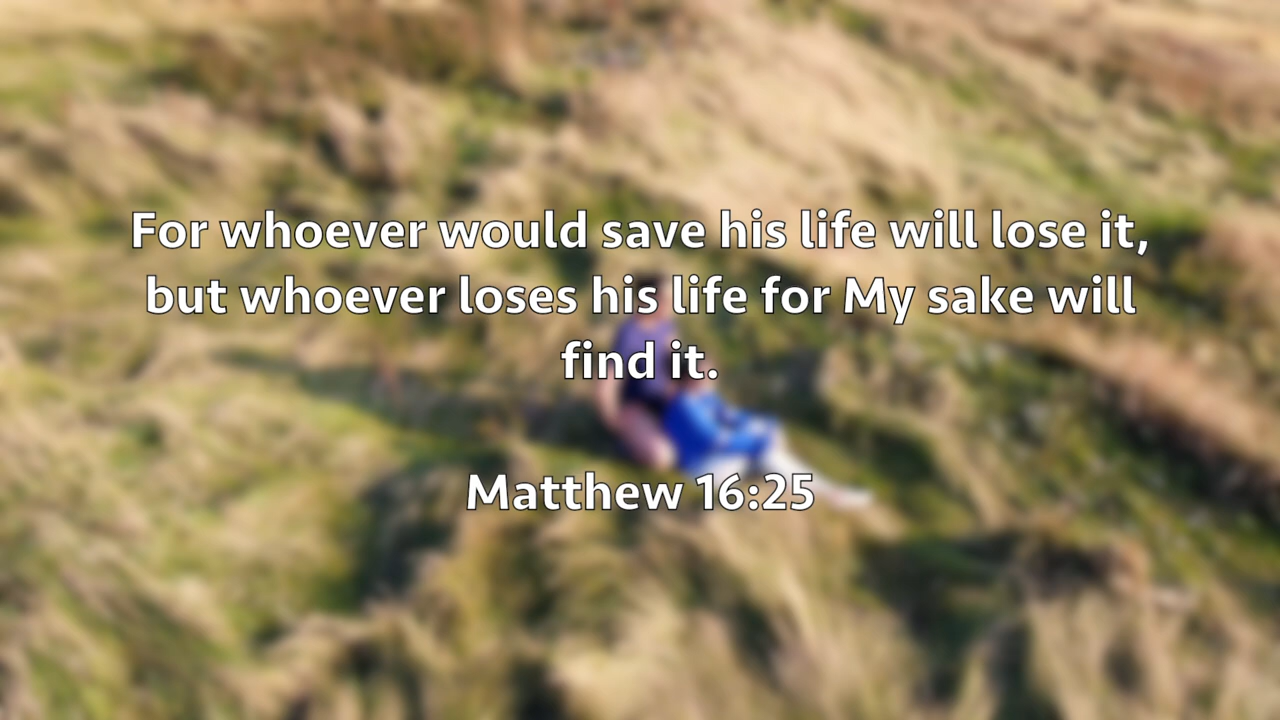 For whoever would save his life will lose it,
but whoever loses his life for My sake will
find it.
Matthew 16:25